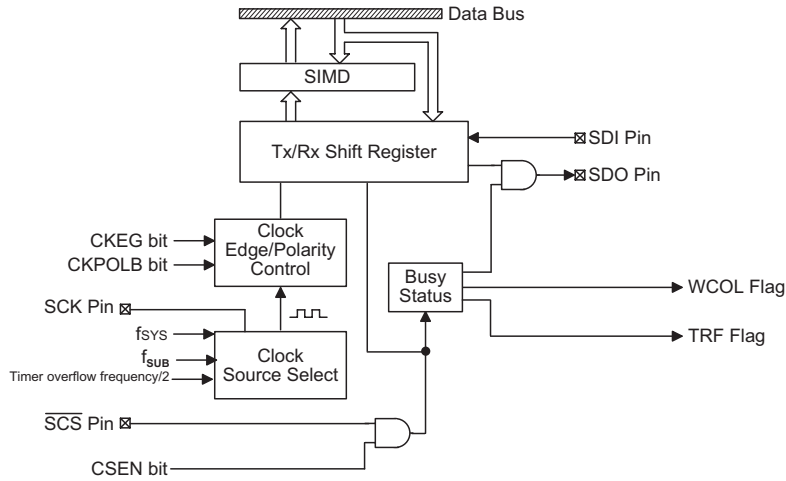 Data Bus
SIMD
Tx/Rx Shift Register
SDI Pin
SDO Pin
CKEG bit
CKPOLB bit
Clock
Edge/Polarity
Control
Busy
Status
WCOL Flag
TRF Flag
SCK Pin
fSYS
fSUB
Timer overflow frequency/2
Clock
Source Select
SCS Pin
CSEN bit